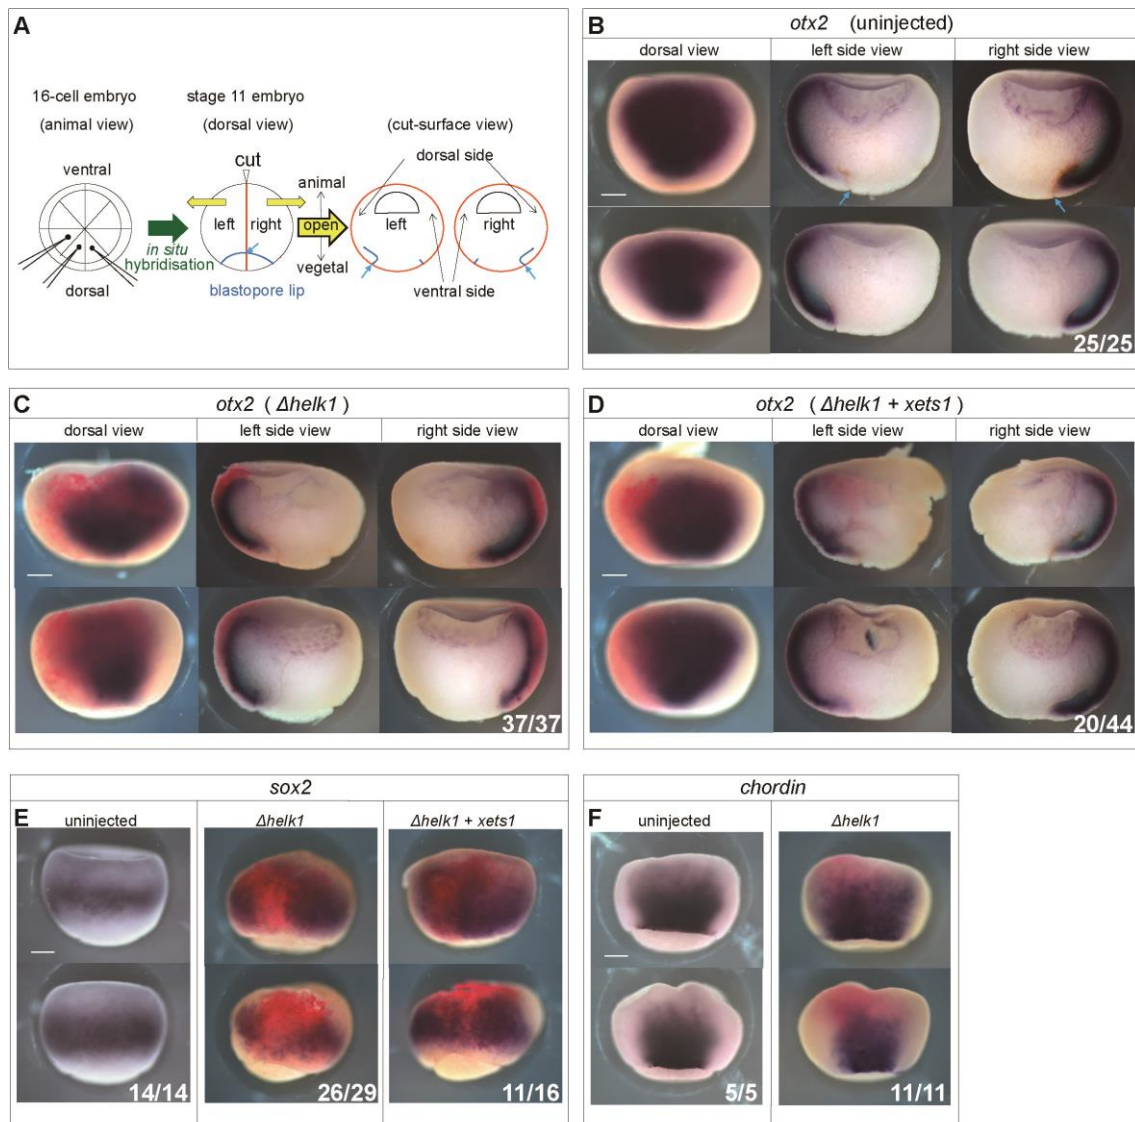 A
16-cell embryo
(animal view)
ventral
dorsal
in situ
hybridisation
stage 11 embryo
(dorsal view)
cut
left right
blastopore lip
animal
open
vegetal
(cut-surface view)
dorsal side
left
right
ventral side
B
otx2 (uninjected)
dorsal view left side view right side view
25/25
C
otx2 ( Δhelk1 )
dorsal view left side view right side view
37/37
D
otx2 ( Δhelk1 + xets1 )
dorsal view left side view right side view
20/44
sox2
E
uninjected Δhelk1 Δhelk1 + xets1
14/14 26/29 11/16
chordin
F
uninjected Δhelk1
5/5 11/11